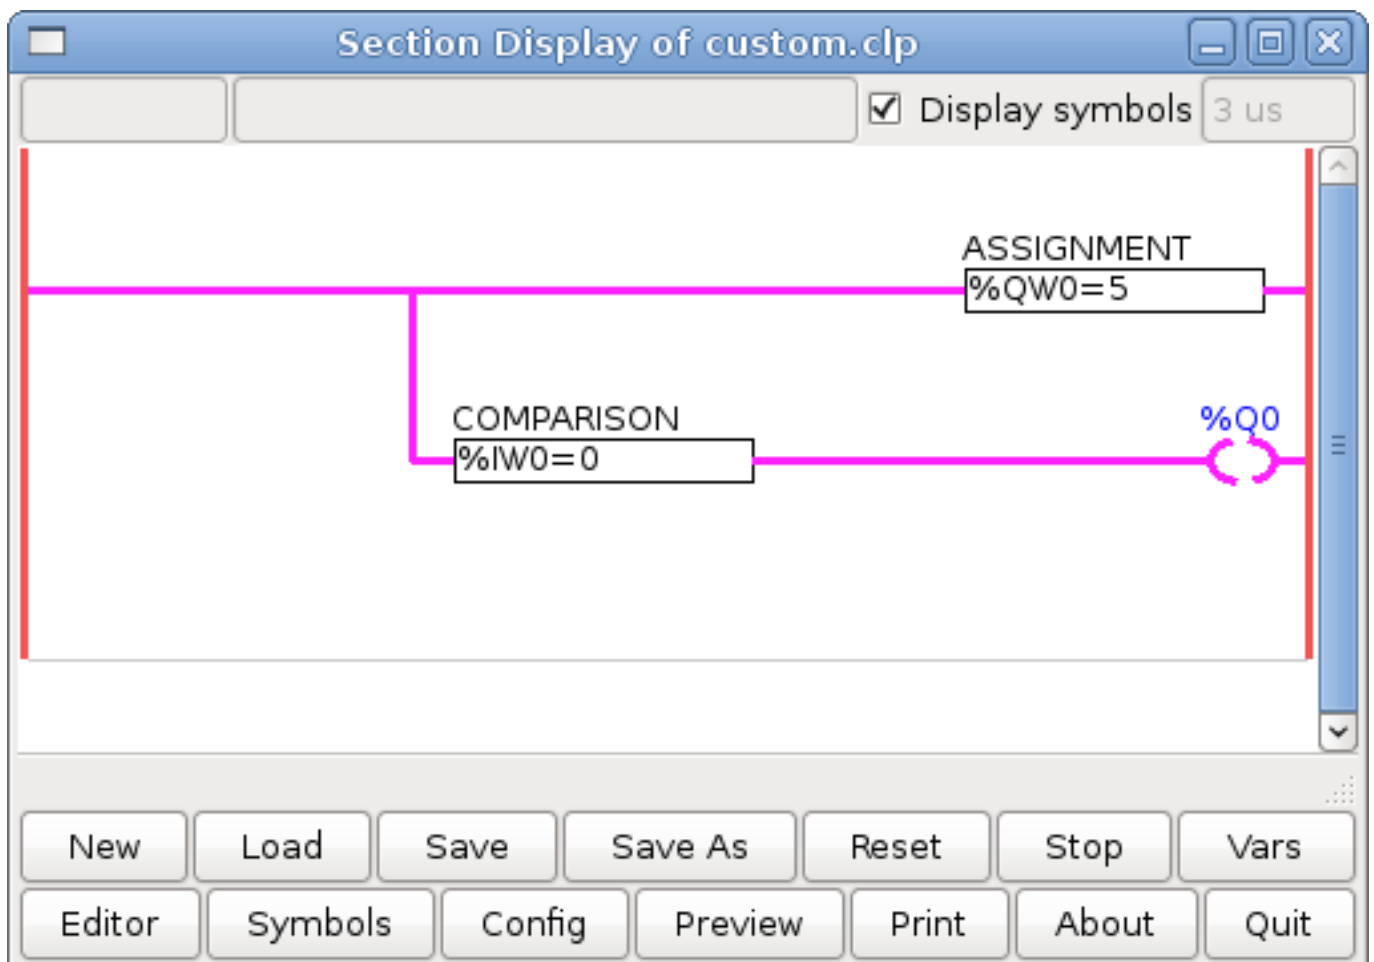 Section Display of custom.clp
Display symbols 3 us
ASSIGNMENT
%QW0=5
COMPARISON %Q0
%IW0=0
New Load Save Save As Reset Stop Vars
Editor Symbols Config Preview Print About Quit